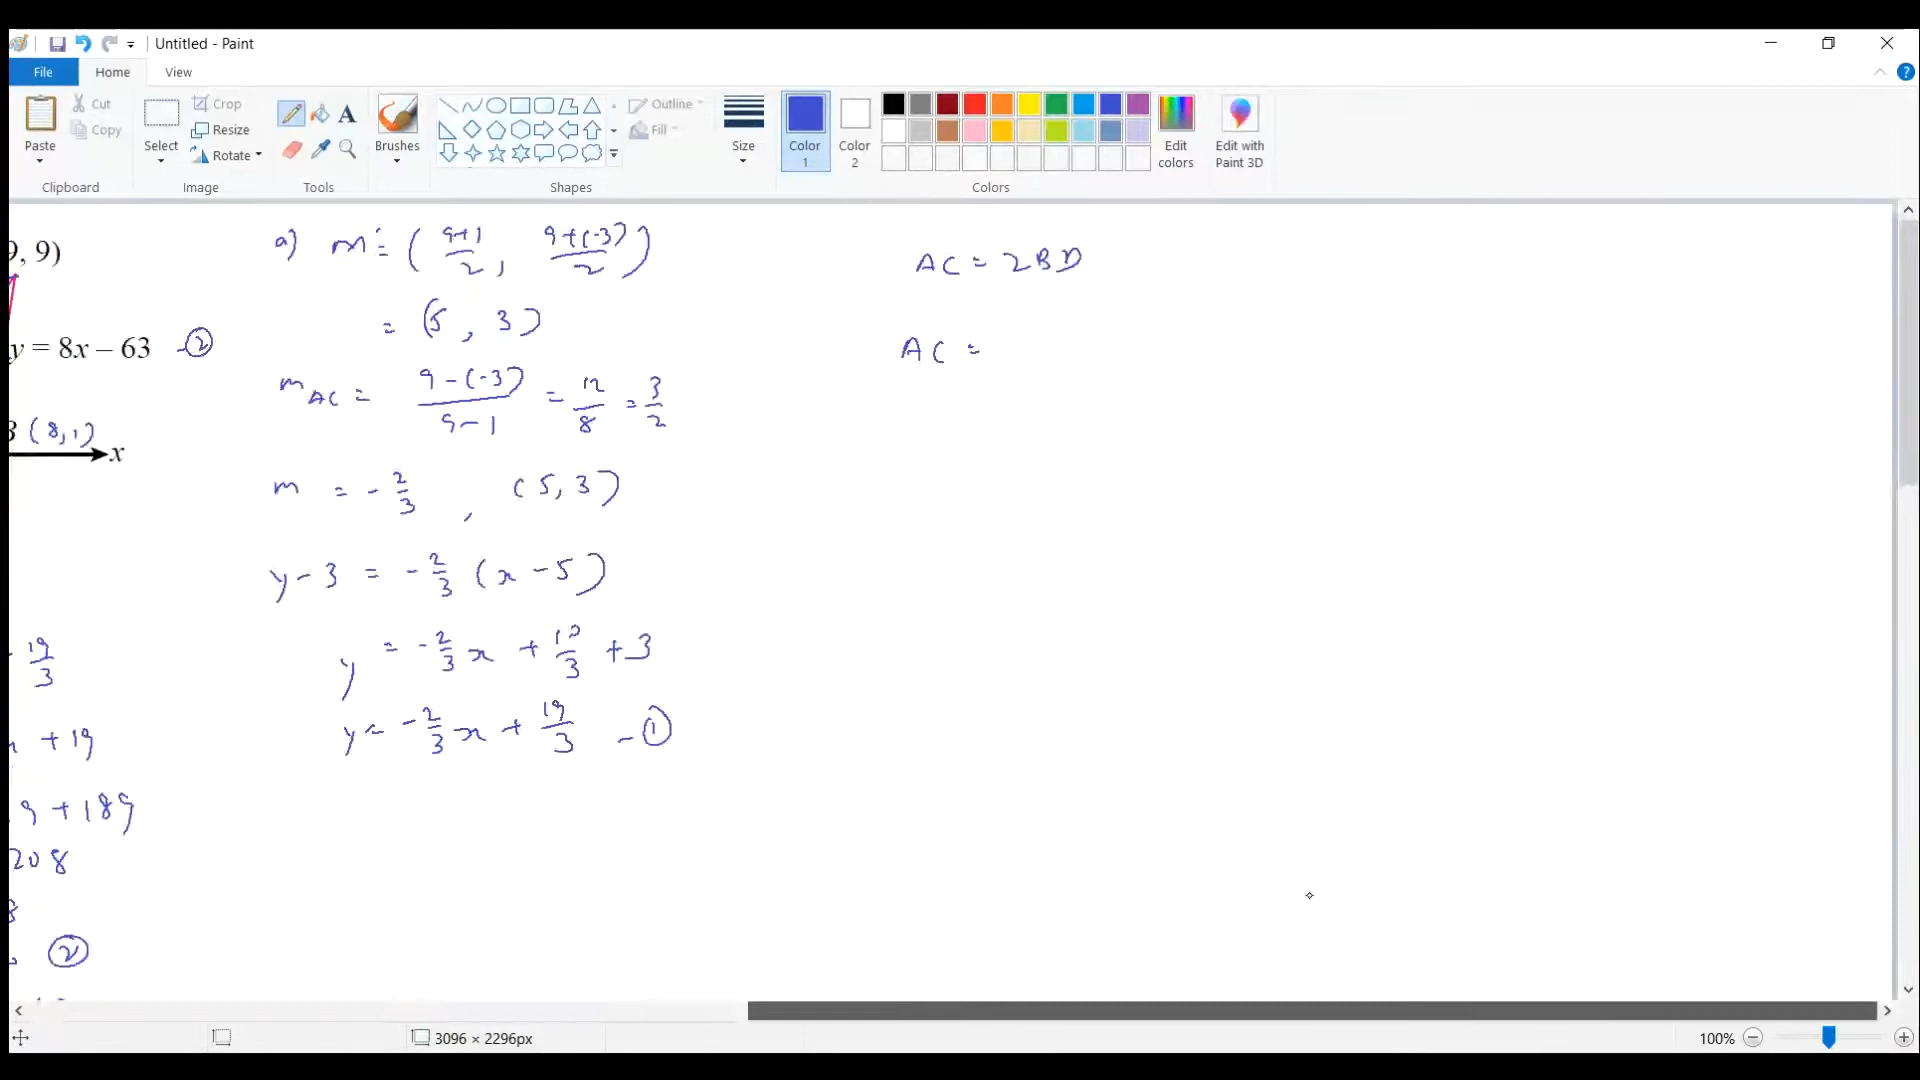 Untitled - Paint
File Home View
Paste Cut Copy Clipboard
Select Crop Resize Rotate Image
Tools
Brushes
Shapes Outline Fill
Size
Color 1 Color 2 Edit colors Colors
Edit with Paint 3D
9, 9)
y = 8x – 63 - ②
(8,1)
x
19/3
+ 19
9 + 189
208
8
②
a) M = ( (9+1)/2 , (9+(-3))/2 )
= (5 , 3)
m AC = (9-(-3))/(9-1) = 12/8 = 3/2
m = -2/3 , (5, 3)
y - 3 = -2/3 (x - 5)
y = -2/3 x + 10/3 + 3
y = -2/3 x + 19/3 - ①
AC = 2BD
AC =
3096 × 2296px
100%